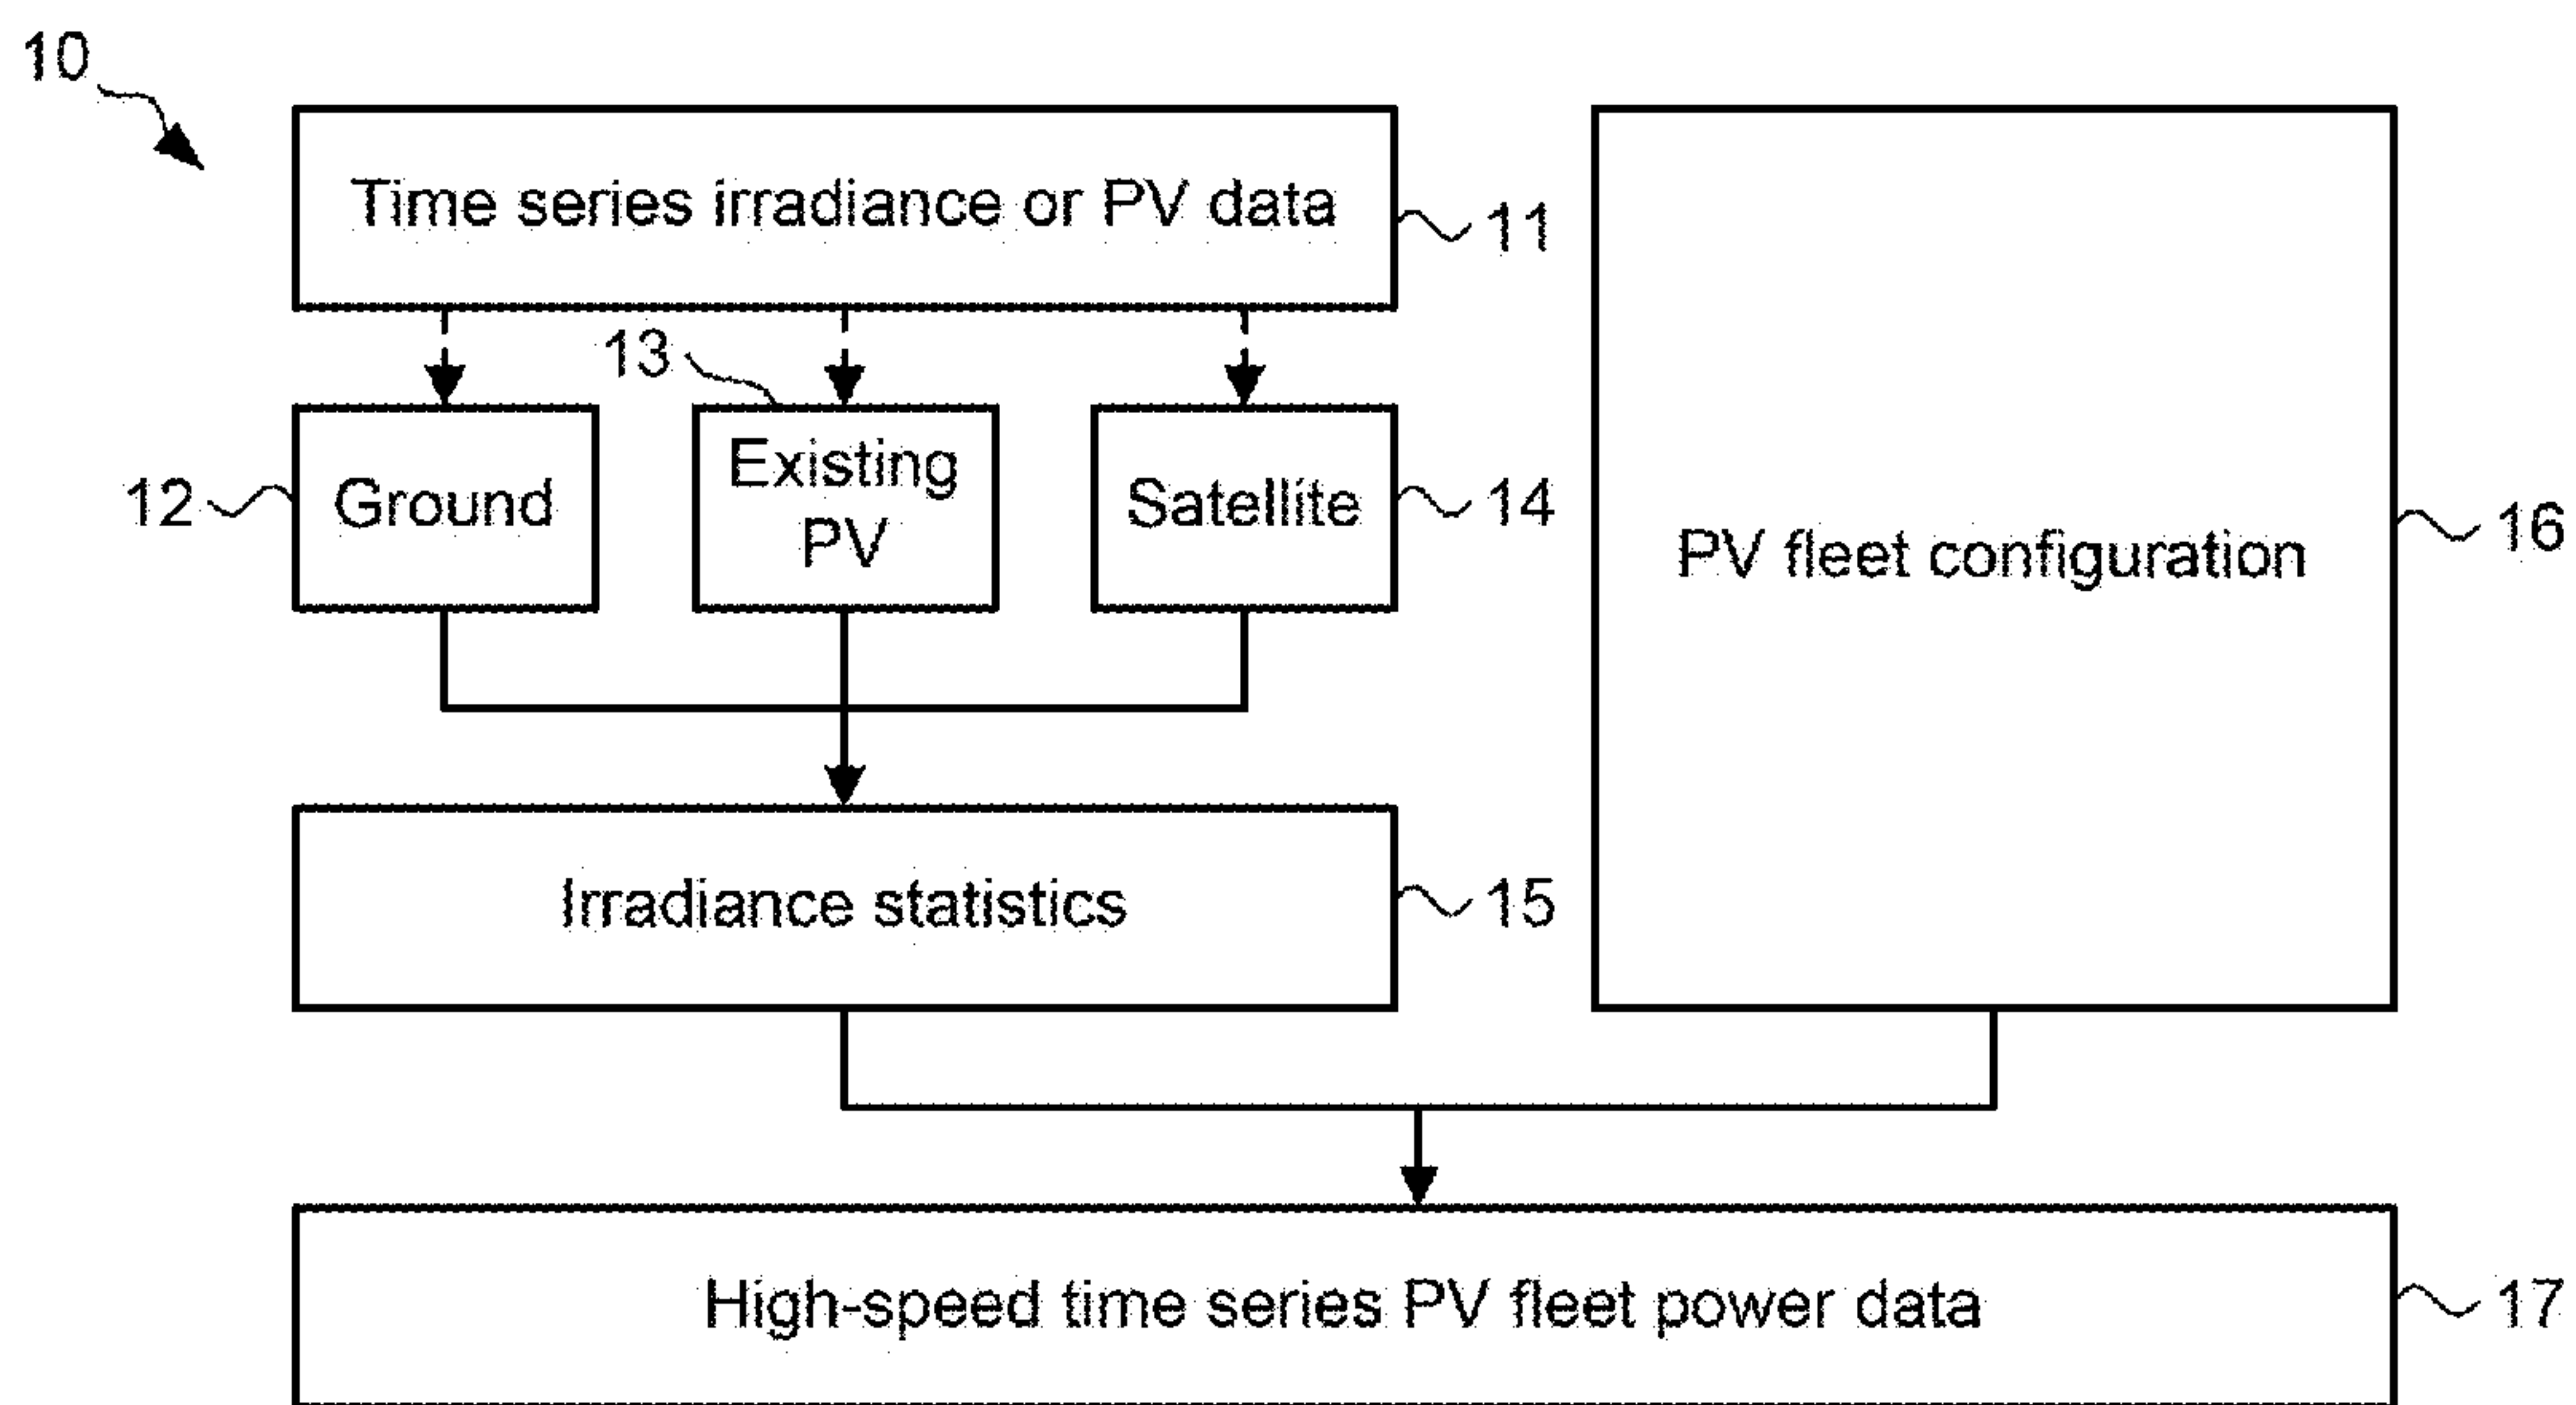 10
Time series irradiance or PV data
11
13
12
Ground
Existing
PV
Satellite
14
PV fleet configuration
16
Irradiance statistics
15
High-speed time series PV fleet power data
17